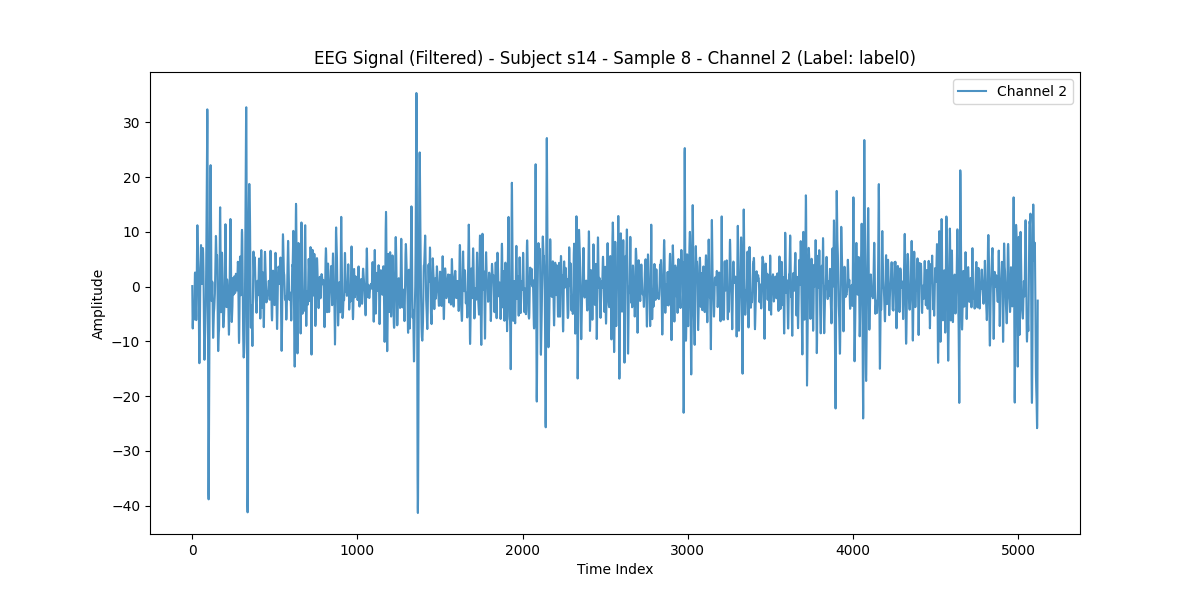 EEG Signal (Filtered) - Subject s14 - Sample 8 - Channel 2 (Label: label0)
Channel 2
30
20
10
0
−10
−20
−30
−40
Amplitude
0 1000 2000 3000 4000 5000
Time Index